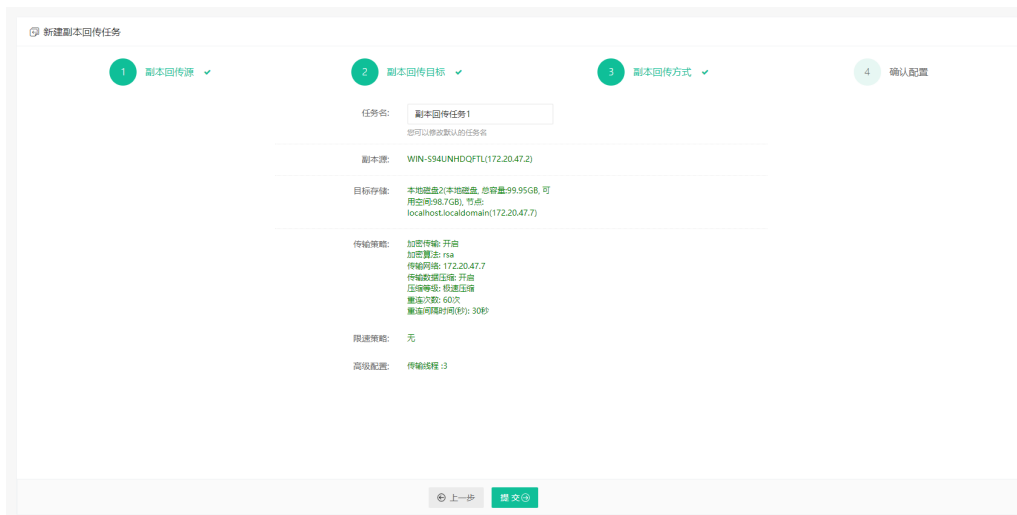 新建副本回传任务
1 副本回传源
2 副本回传目标
3 副本回传方式
4 确认配置
任务名: 副本回传任务1
您可以修改默认的任务名
副本源: WIN-S94UNHDQFTL(172.20.47.2)
目标存储: 本地磁盘2(本地磁盘, 总容量:99.95GB, 可
用空间:98.7GB), 节点:
localhost.localdomain(172.20.47.7)
传输策略: 加密传输: 开启
加密算法: rsa
传输网络: 172.20.47.7
传输数据压缩: 开启
压缩等级: 极速压缩
重连次数: 60次
重连间隔时间(秒): 30秒
限速策略: 无
高级配置: 传输线程 :3
上一步 提交